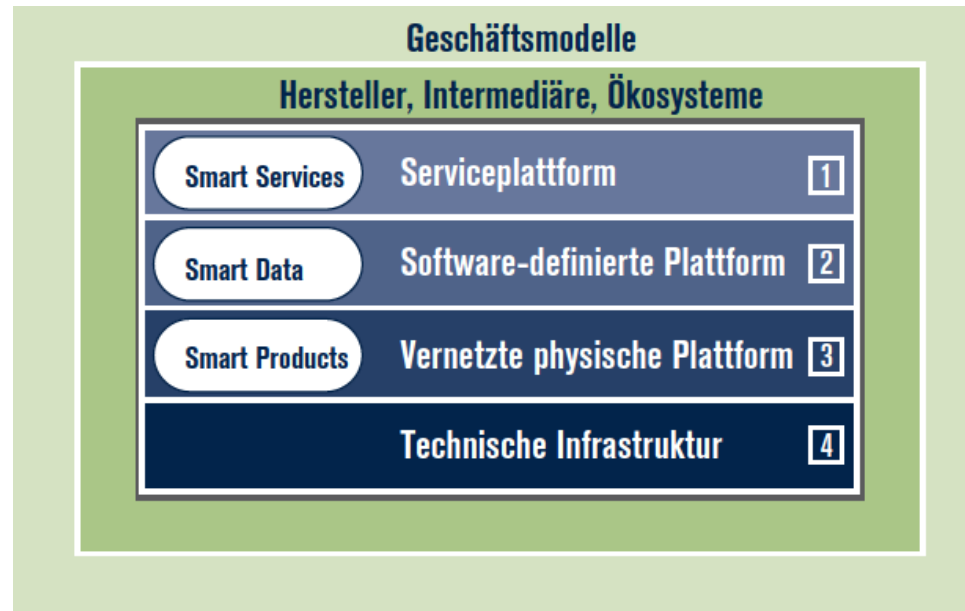 Geschäftsmodelle
Hersteller, Intermediäre, Ökosysteme
Smart Services Serviceplattform 1
Smart Data Software-definierte Plattform 2
Smart Products Vernetzte physische Plattform 3
Technische Infrastruktur 4